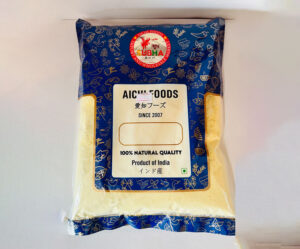 AICHI FOODS
愛知フーズ
SINCE 2007
100% NATURAL QUALITY
Product of India
インド産